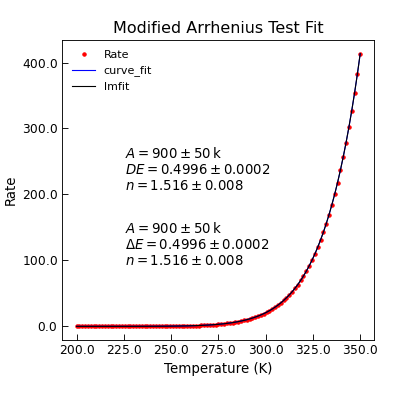 Modified Arrhenius Test Fit
Rate
curve_fit
lmfit
A = 900 ± 50 k
DE = 0.4996 ± 0.0002
n = 1.516 ± 0.008
A = 900 ± 50 k
ΔE = 0.4996 ± 0.0002
n = 1.516 ± 0.008
Rate
400.0
300.0
200.0
100.0
0.0
200.0 225.0 250.0 275.0 300.0 325.0 350.0
Temperature (K)